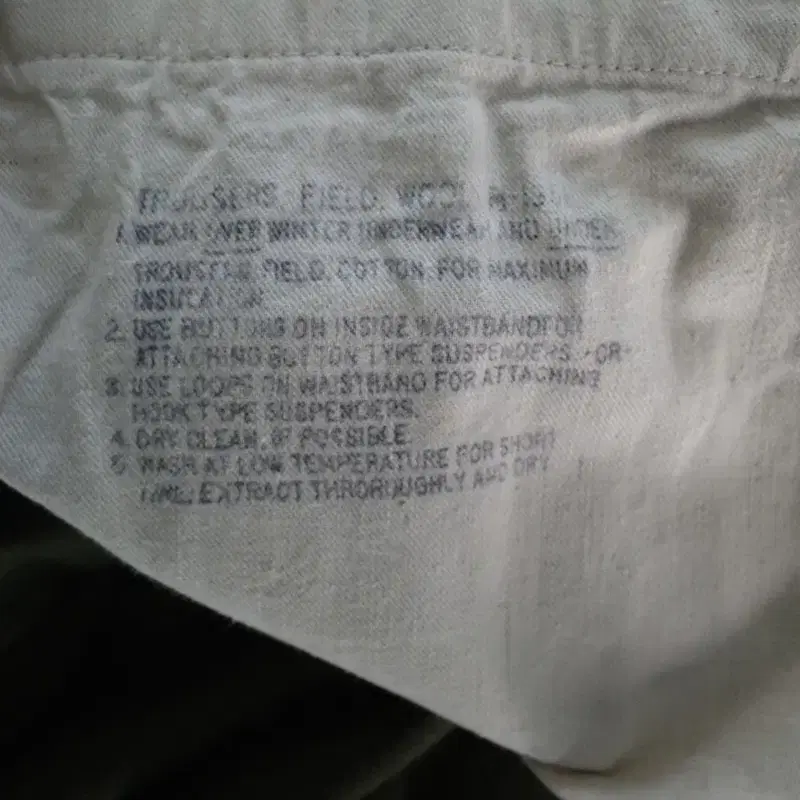 TROUSERS, FIELD, WOOL M-19
1. WEAR OVER WINTER UNDERWEAR AND UNDER
TROUSERS, FIELD, COTTON FOR MAXIMUM
INSULATION
2. USE BUTTONS ON INSIDE WAISTBAND FOR
ATTACHING BUTTON TYPE SUSPENDERS. -OR-
3. USE LOOPS ON WAISTBAND FOR ATTACHING
HOOK TYPE SUSPENDERS.
4. DRY CLEAN, IF POSSIBLE.
5. WASH AT LOW TEMPERATURE FOR SHORT
TIME; EXTRACT THROROUGHLY AND DRY